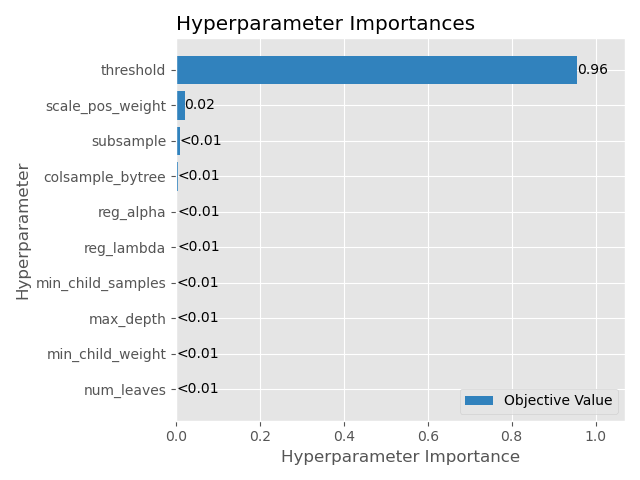 Hyperparameter Importances
threshold
0.96
scale_pos_weight
0.02
subsample
<0.01
colsample_bytree
<0.01
reg_alpha
<0.01
reg_lambda
<0.01
min_child_samples
<0.01
max_depth
<0.01
min_child_weight
<0.01
num_leaves
<0.01
Hyperparameter
Objective Value
0.0 0.2 0.4 0.6 0.8 1.0
Hyperparameter Importance